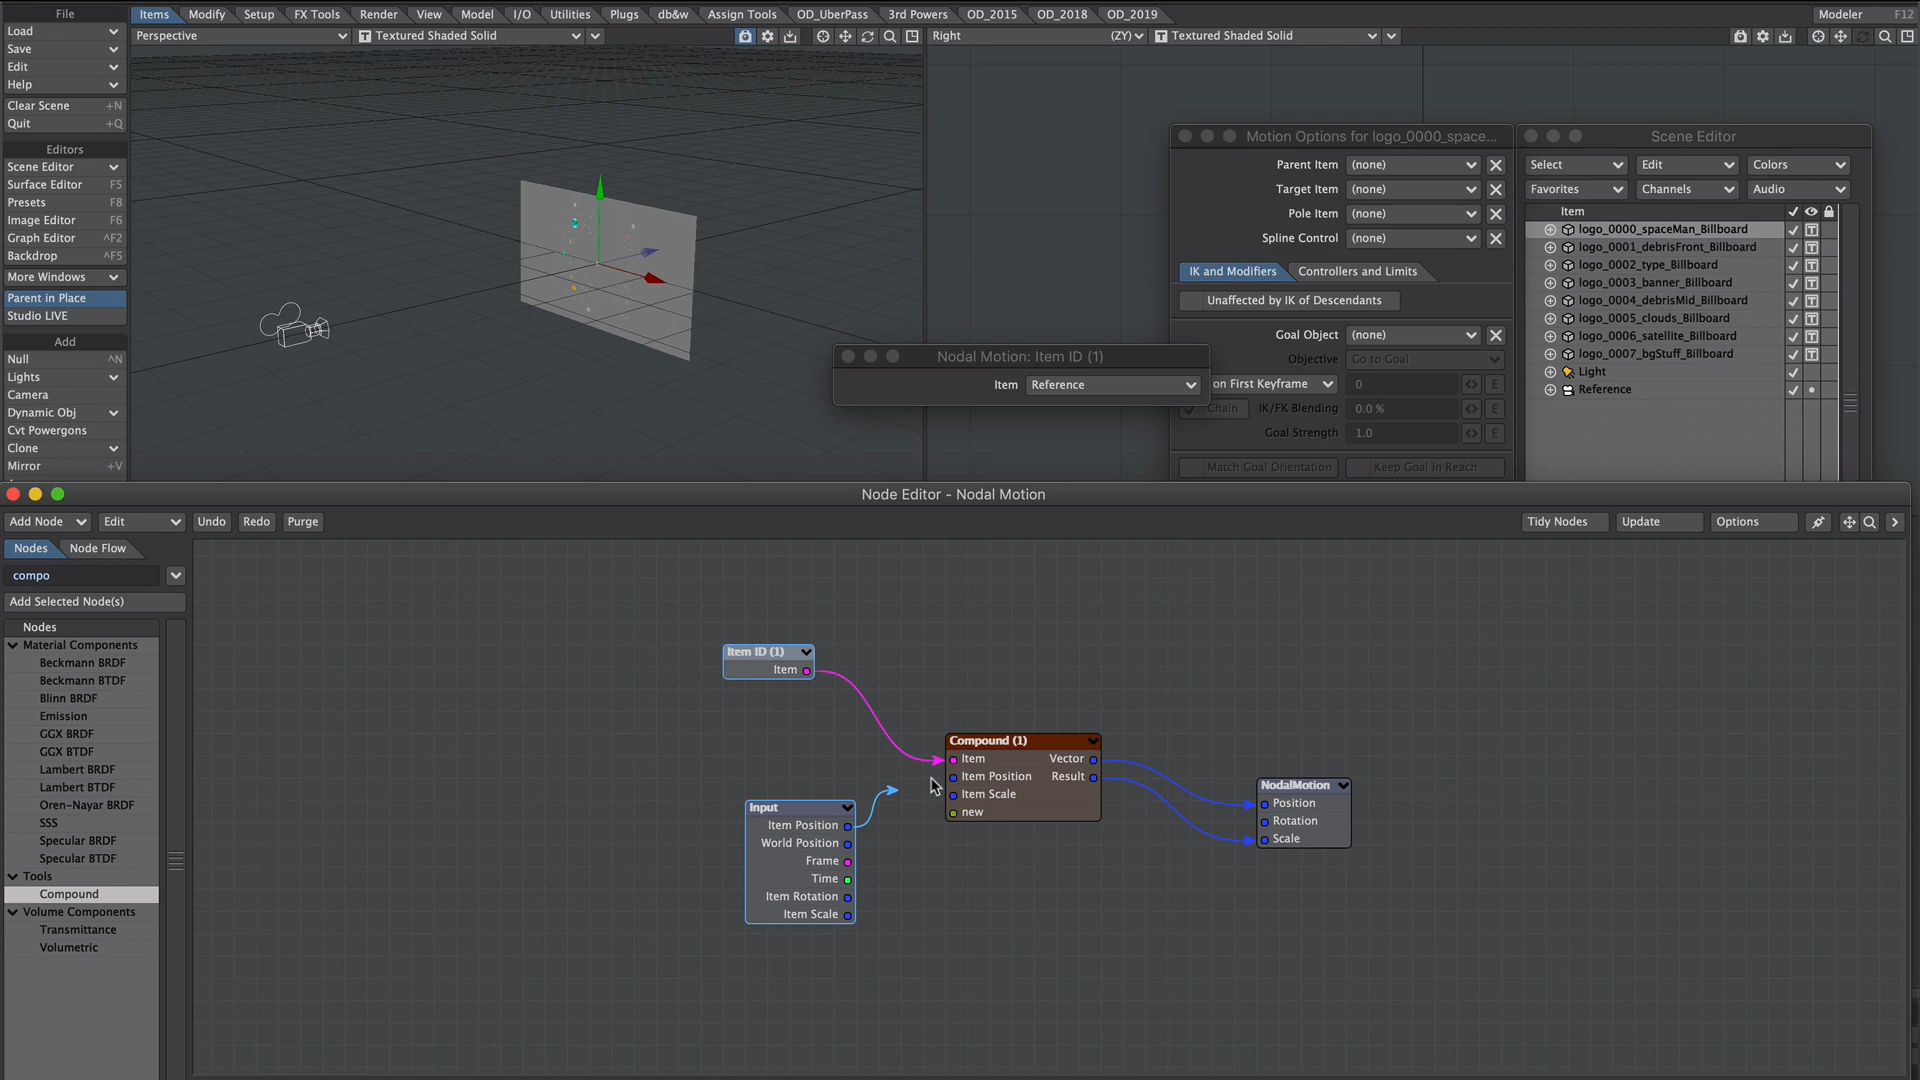 File
Items
Modify
Setup
FX Tools
Render
View
Model
I/O
Utilities
Plugs
db&w
Assign Tools
OD_UberPass
3rd Powers
OD_2015
OD_2018
OD_2019
Modeler F12
Load
Save
Edit
Help
Clear Scene +N
Quit +Q
Editors
Scene Editor
Surface Editor F5
Presets F8
Image Editor F6
Graph Editor ^F2
Backdrop ^F5
More Windows
Parent in Place
Studio LIVE
Add
Null ^N
Lights
Camera
Dynamic Obj
Cvt Powergons
Clone
Mirror +V
Perspective
Textured Shaded Solid
Right (ZY)
Textured Shaded Solid
Motion Options for logo_0000_space...
Parent Item (none)
Target Item (none)
Pole Item (none)
Spline Control (none)
IK and Modifiers
Controllers and Limits
Unaffected by IK of Descendants
Goal Object (none)
Objective Go to Goal
on First Keyframe 0
Chain IK/FK Blending 0.0 % E
Goal Strength 1.0 E
Match Goal Orientation
Keep Goal In Reach
Scene Editor
Select
Edit
Colors
Favorites
Channels
Audio
Item
logo_0000_spaceMan_Billboard
logo_0001_debrisFront_Billboard
logo_0002_type_Billboard
logo_0003_banner_Billboard
logo_0004_debrisMid_Billboard
logo_0005_clouds_Billboard
logo_0006_satellite_Billboard
logo_0007_bgStuff_Billboard
Light
Reference
Nodal Motion: Item ID (1)
Item Reference
Node Editor - Nodal Motion
Add Node
Edit
Undo
Redo
Purge
Tidy Nodes
Update
Options
Nodes
Node Flow
compo
Add Selected Node(s)
Nodes
Material Components
Beckmann BRDF
Beckmann BTDF
Blinn BRDF
Emission
GGX BRDF
GGX BTDF
Lambert BRDF
Lambert BTDF
Oren-Nayar BRDF
SSS
Specular BRDF
Specular BTDF
Tools
Compound
Volume Components
Transmittance
Volumetric
Item ID (1)
Item
Input
Item Position
World Position
Frame
Time
Item Rotation
Item Scale
Compound (1)
Item Vector
Item Position Result
Item Scale
new
NodalMotion
Position
Rotation
Scale